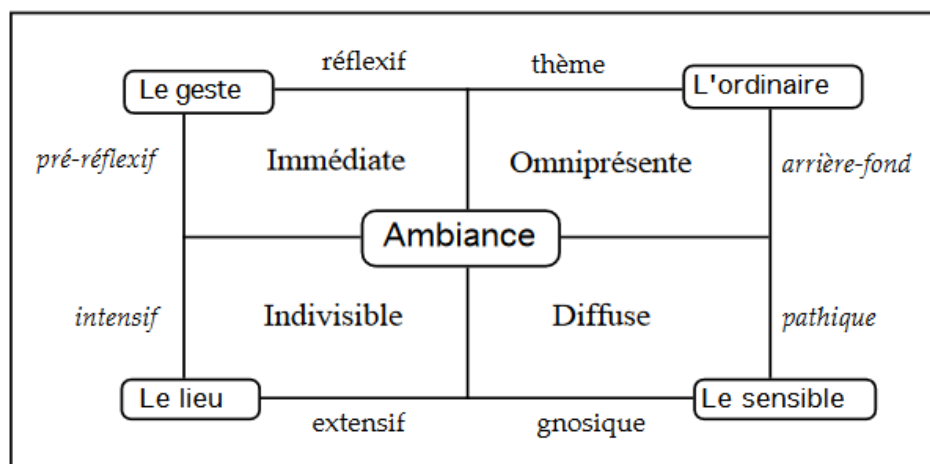 réflexif thème
Le geste L'ordinaire
pré-réflexif Immédiate Omniprésente arrière-fond
Ambiance
intensif Indivisible Diffuse pathique
Le lieu Le sensible
extensif gnosique